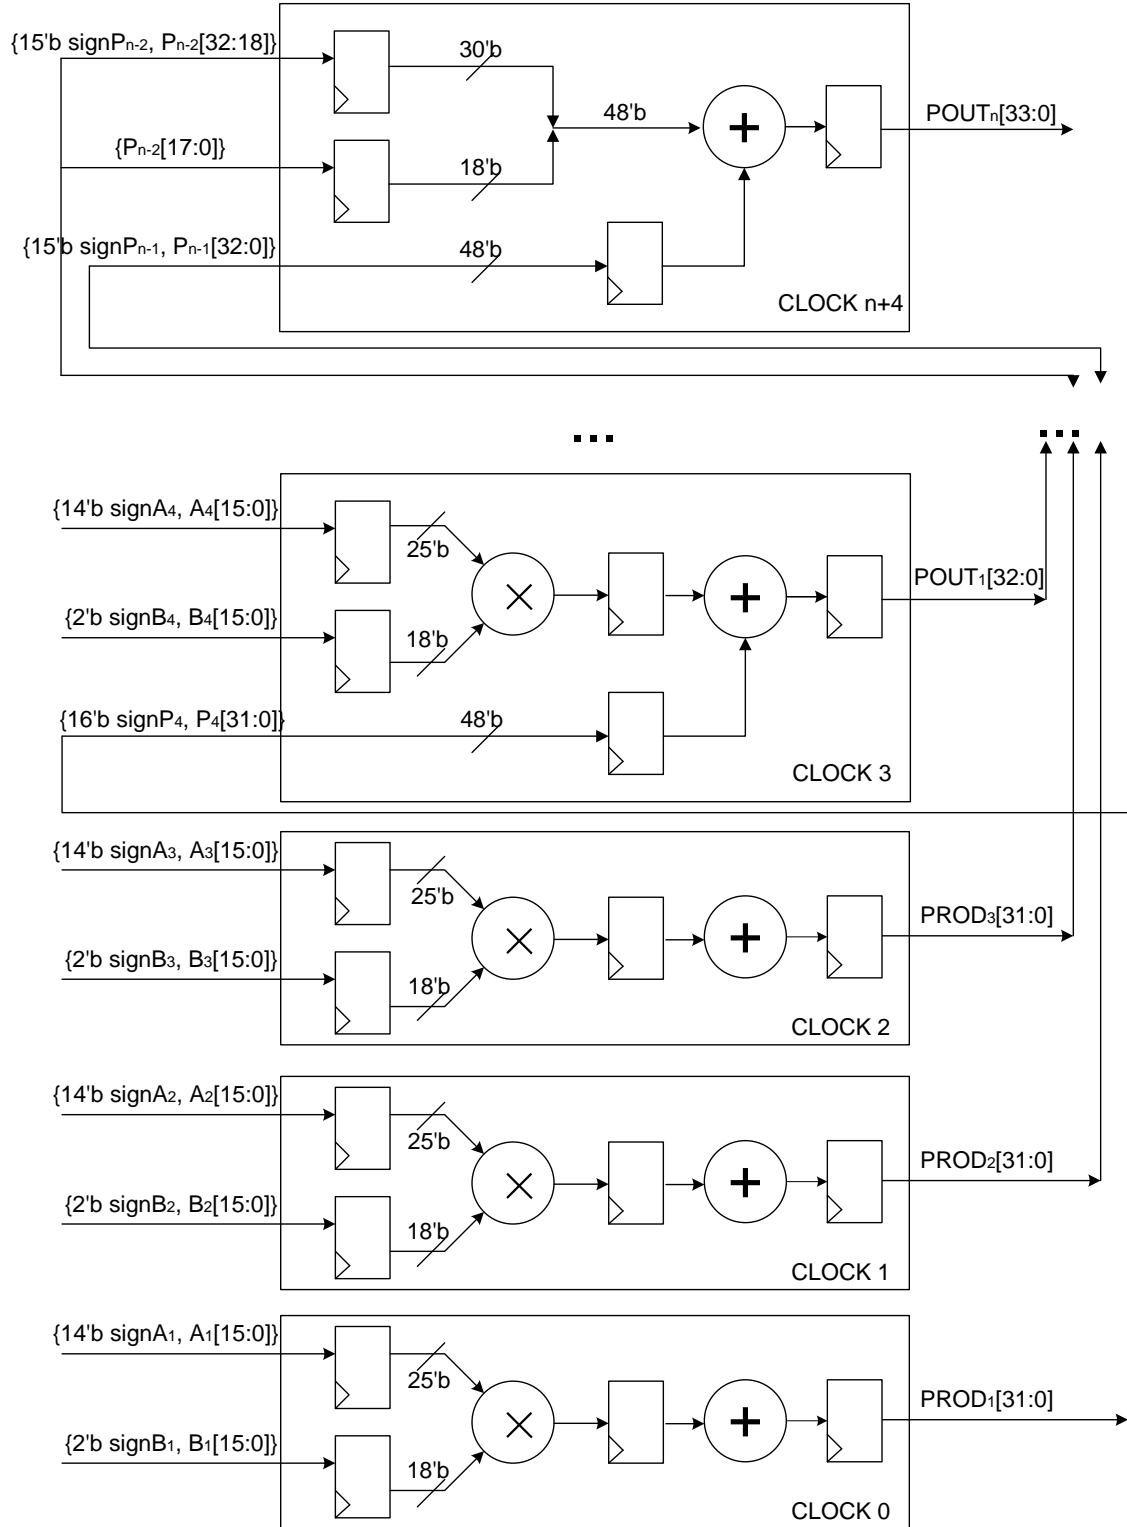 {15'b signPn-2, Pn-2[32:18]}
30'b
48'b
POUTn[33:0]
{Pn-2[17:0]}
18'b
{15'b signPn-1, Pn-1[32:0]}
48'b
CLOCK n+4
...
...
{14'b signA4, A4[15:0]}
25'b
POUT1[32:0]
{2'b signB4, B4[15:0]}
18'b
{16'b signP4, P4[31:0]}
48'b
CLOCK 3
{14'b signA3, A3[15:0]}
25'b
PROD3[31:0]
{2'b signB3, B3[15:0]}
18'b
CLOCK 2
{14'b signA2, A2[15:0]}
25'b
PROD2[31:0]
{2'b signB2, B2[15:0]}
18'b
CLOCK 1
{14'b signA1, A1[15:0]}
25'b
PROD1[31:0]
{2'b signB1, B1[15:0]}
18'b
CLOCK 0